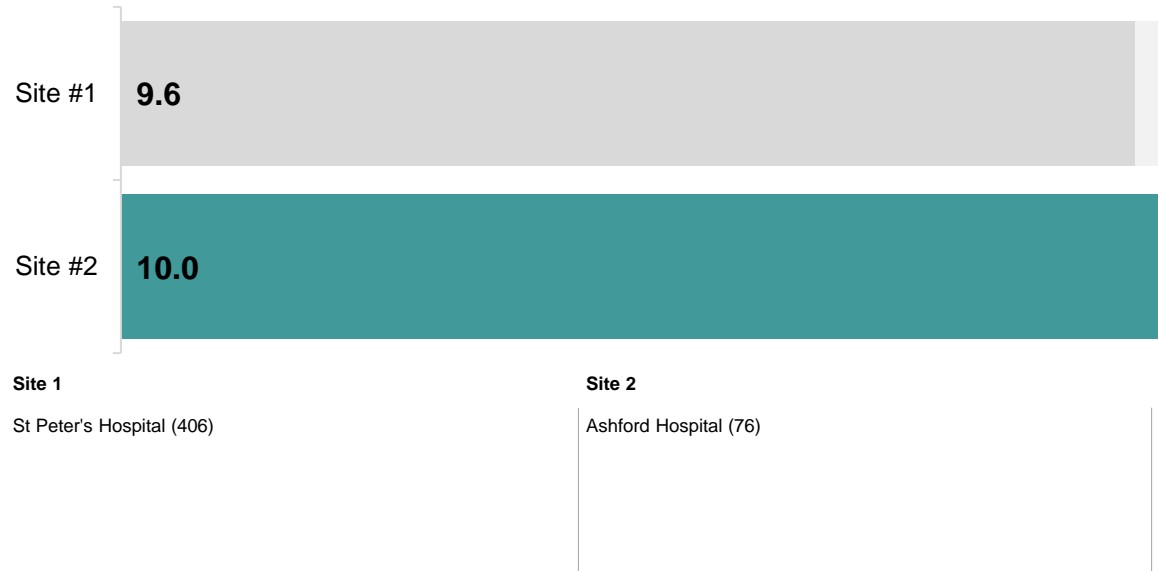 Site #1
9.6
Site #2
10.0
Site 1
Site 2
St Peter's Hospital (406)
Ashford Hospital (76)